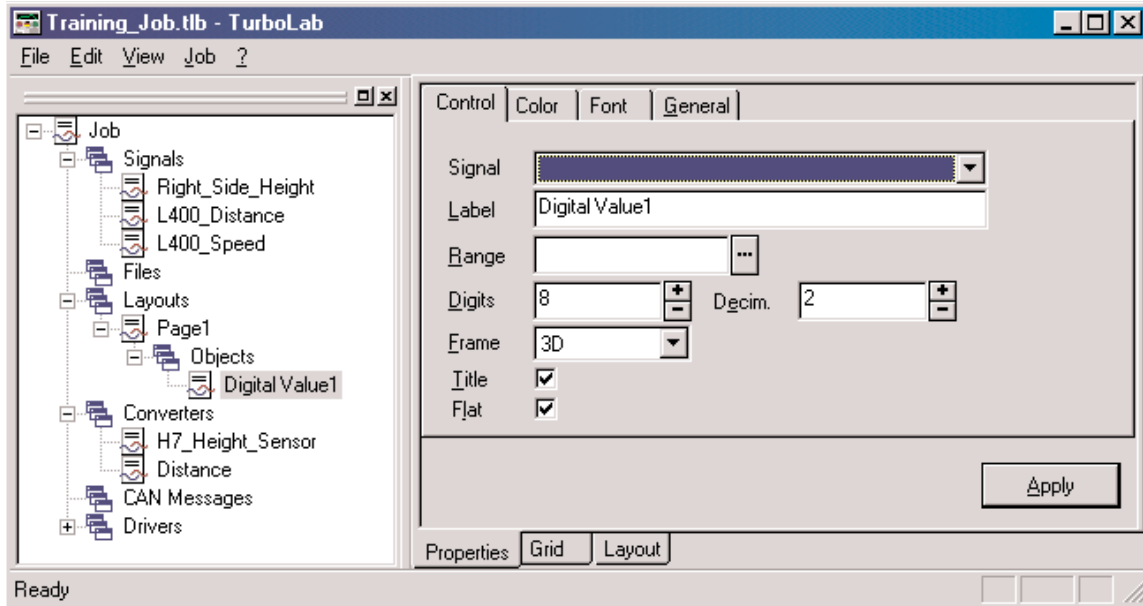 Training_Job.tlb - TurboLab
File Edit View Job ?
Job
Signals
Right_Side_Height
L400_Distance
L400_Speed
Files
Layouts
Page1
Objects
Digital Value1
Converters
H7_Height_Sensor
Distance
CAN Messages
Drivers
Control Color Font General
Signal
Label Digital Value1
Range ...
Digits 8 Decim. 2
Frame 3D
Title
Flat
Apply
Properties Grid Layout
Ready